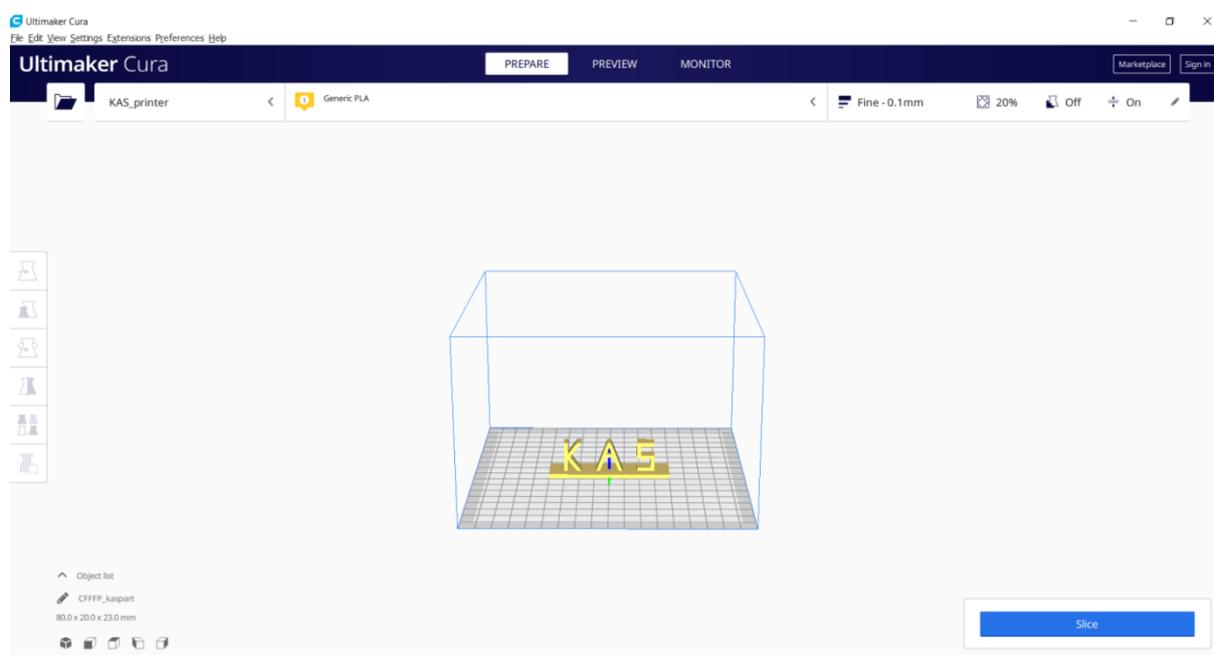 Ultimaker Cura
File Edit View Settings Extensions Preferences Help
Ultimaker Cura PREPARE PREVIEW MONITOR Marketplace Sign in
KAS_printer Generic PLA Fine - 0.1mm 20% Off On
1
KAS
Object list
CFFFP_kaspart
80.0 x 20.0 x 23.0 mm
Slice